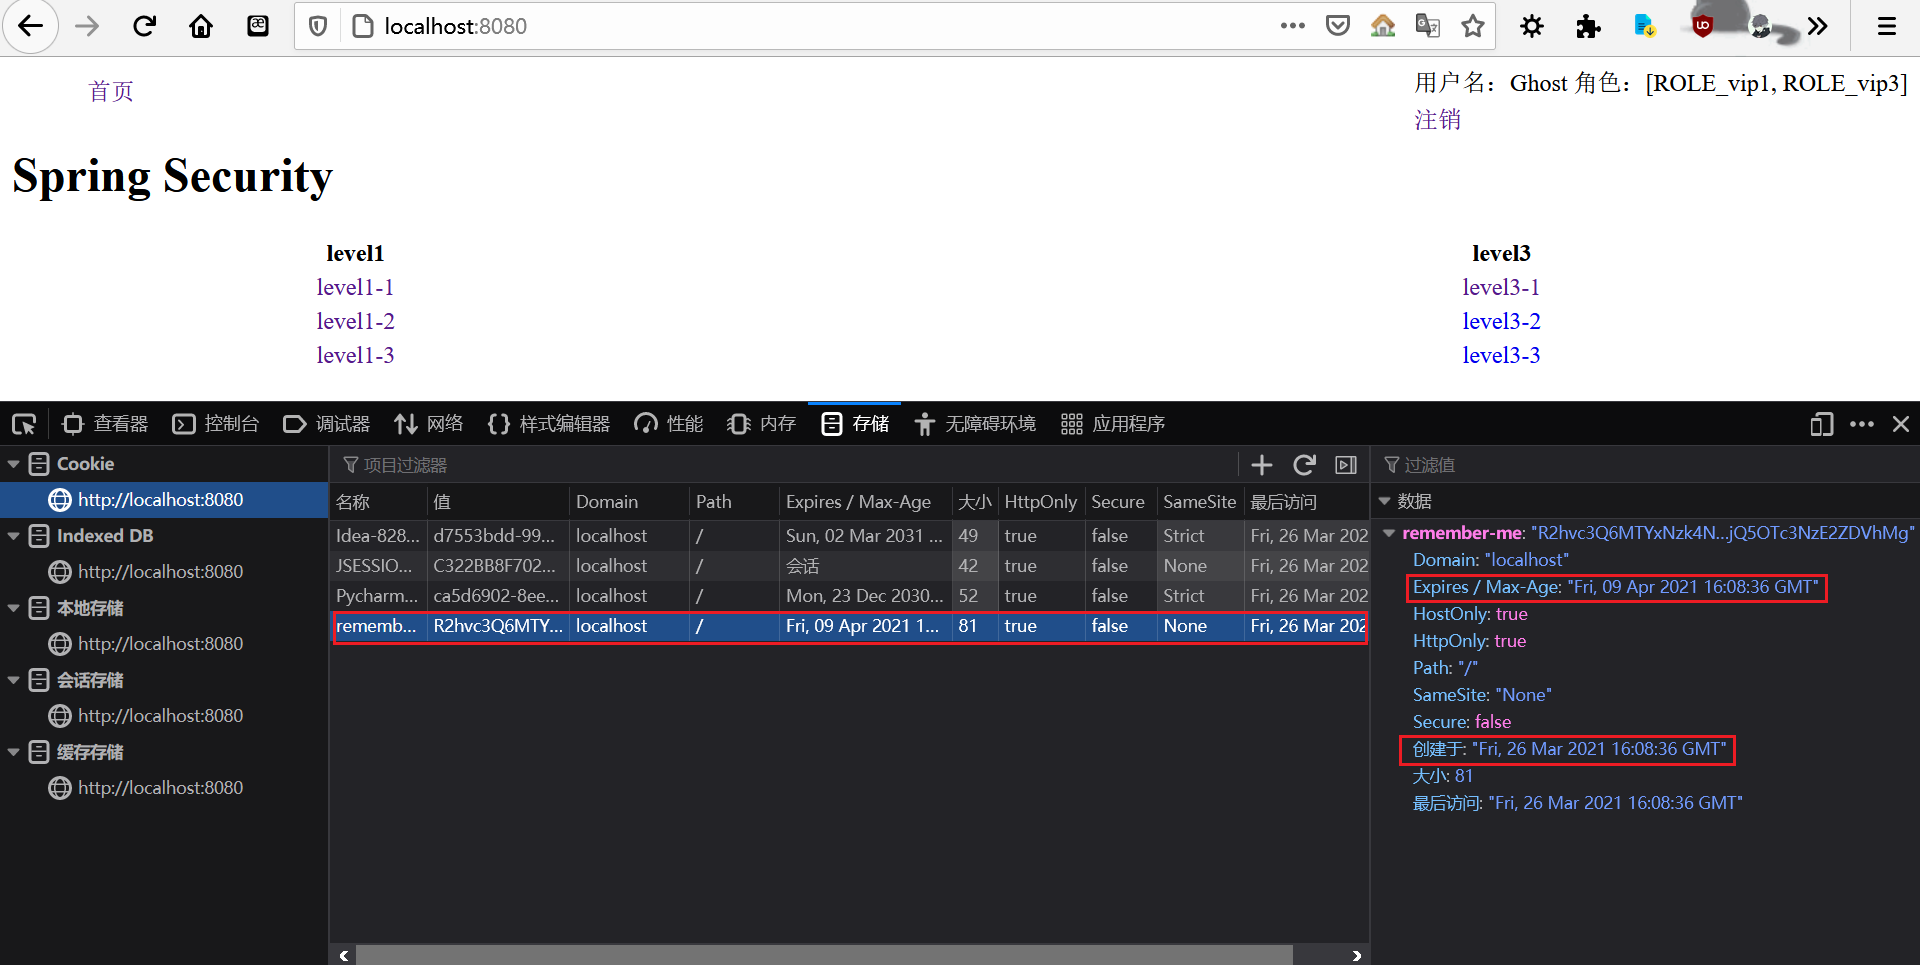 localhost:8080
首页
用户名：Ghost 角色：[ROLE_vip1, ROLE_vip3]
注销
Spring Security
level1
level3
level1-1
level3-1
level1-2
level3-2
level1-3
level3-3
查看器 控制台 调试器 网络 样式编辑器 性能 内存 存储 无障碍环境 应用程序
Cookie
http://localhost:8080
Indexed DB
http://localhost:8080
本地存储
http://localhost:8080
会话存储
http://localhost:8080
缓存存储
http://localhost:8080
项目过滤器
名称 值 Domain Path Expires / Max-Age 大小 HttpOnly Secure SameSite 最后访问
Idea-828... d7553bdd-99... localhost / Sun, 02 Mar 2031 ... 49 true false Strict Fri, 26 Mar 202
JSESSIO... C322BB8F702... localhost / 会话 42 true false None Fri, 26 Mar 202
Pycharm... ca5d6902-8ee... localhost / Mon, 23 Dec 2030... 52 true false Strict Fri, 26 Mar 202
rememb... R2hvc3Q6MTY... localhost / Fri, 09 Apr 2021 1... 81 true false None Fri, 26 Mar 202
过滤值
数据
remember-me: "R2hvc3Q6MTYxNzk4N...jQ5OTc3NzE2ZDVhMg"
Domain: "localhost"
Expires / Max-Age: "Fri, 09 Apr 2021 16:08:36 GMT"
HostOnly: true
HttpOnly: true
Path: "/"
SameSite: "None"
Secure: false
创建于: "Fri, 26 Mar 2021 16:08:36 GMT"
大小: 81
最后访问: "Fri, 26 Mar 2021 16:08:36 GMT"